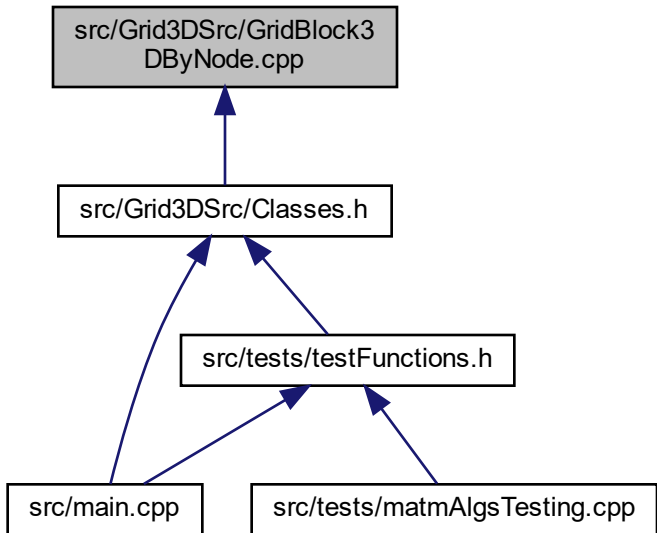 src/Grid3DSrc/GridBlock3
DByNode.cpp
src/Grid3DSrc/Classes.h
src/tests/testFunctions.h
src/main.cpp
src/tests/matmAlgsTesting.cpp